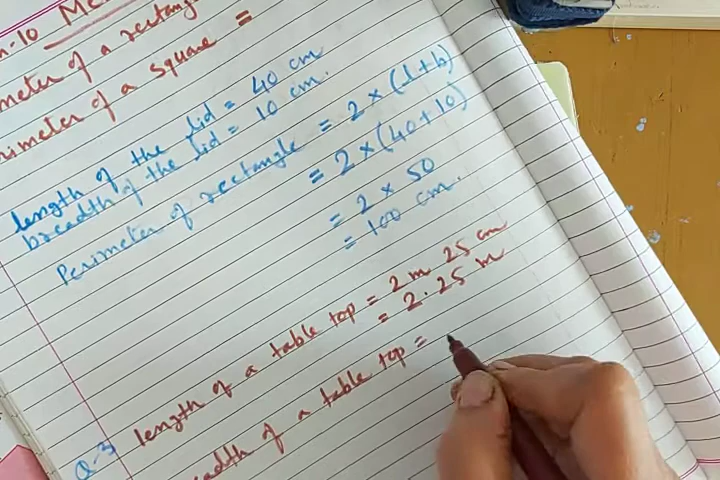 n-10 Me
meter of a rectang
rimeter of a square =
length of the lid = 40 cm
breadth of the lid = 10 cm.
Perimeter of rectangle = 2 × (l+b)
= 2 × (40+10)
= 2 × 50
= 100 cm.
Q-3 length of a table top = 2 m 25 cm
= 2.25 m
eadth of a table top =